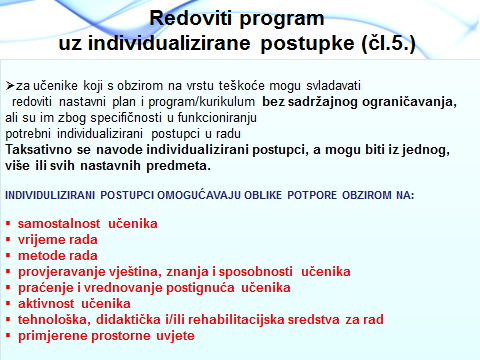 Redoviti program
uz individualizirane postupke (čl.5.)
➢za učenike koji s obzirom na vrstu teškoće mogu svladavati
redoviti nastavni plan i program/kurikulum bez sadržajnog ograničavanja,
ali su im zbog specifičnosti u funkcioniranju
potrebni individualizirani postupci u radu
Taksativno se navode individualizirani postupci, a mogu biti iz jednog,
više ili svih nastavnih predmeta.
INDIVIDULIZIRANI POSTUPCI OMOGUĆAVAJU OBLIKE POTPORE OBZIROM NA:
▪ samostalnost učenika
▪ vrijeme rada
▪ metode rada
▪ provjeravanje vještina, znanja i sposobnosti učenika
▪ praćenje i vrednovanje postignuća učenika
▪ aktivnost učenika
▪ tehnološka, didaktička i/ili rehabilitacijska sredstva za rad
▪ primjerene prostorne uvjete